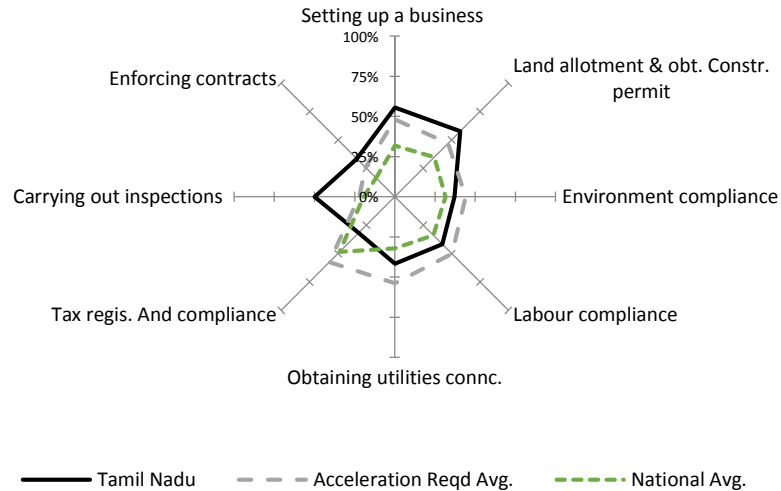 Setting up a business
100%
75%
50%
25%
0%
Enforcing contracts
Land allotment & obt. Constr.
permit
Carrying out inspections
Environment compliance
Tax regis. And compliance
Labour compliance
Obtaining utilities connc.
Tamil Nadu
Acceleration Reqd Avg.
National Avg.